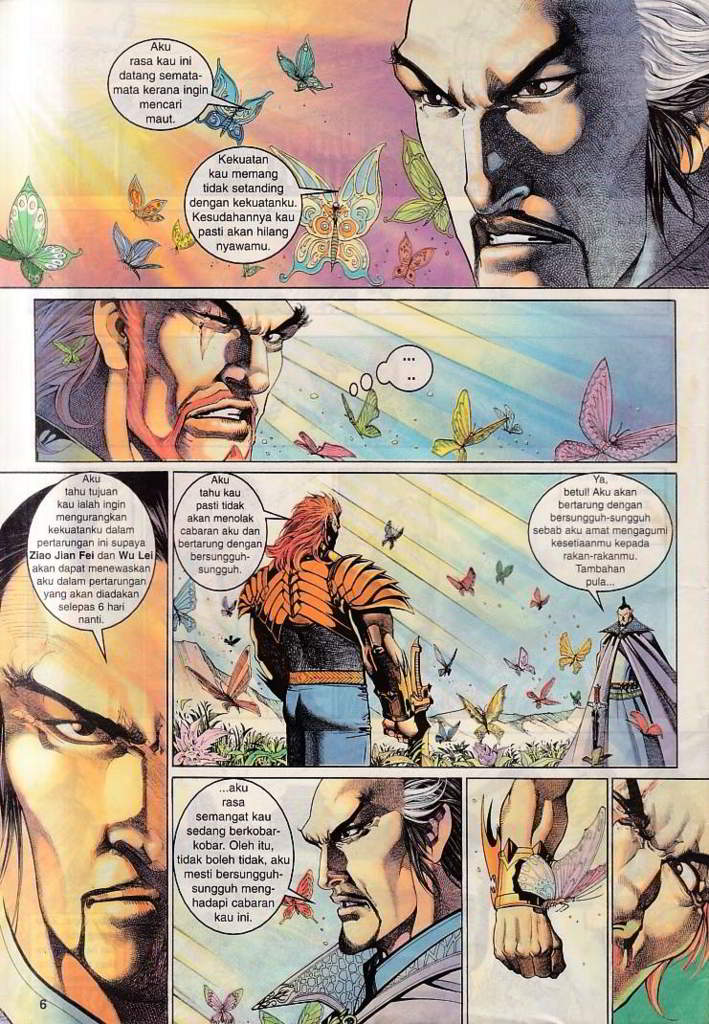 Aku
rasa kau ini
datang semata-
mata kerana ingin
mencari
maut.
Kekuatan
kau memang
tidak setanding
dengan kekuatanku.
Kesudahannya kau
pasti akan hilang
nyawamu.
...
..
Aku
tahu tujuan
kau ialah ingin
mengurangkan
kekuatanku dalam
pertarungan ini supaya
Ziao Jian Fei dan Wu Lei
akan dapat menewaskan
aku dalam pertarungan
yang akan diadakan
selepas 6 hari
nanti.
Aku
tahu kau
pasti tidak
akan menolak
cabaran aku dan
bertarung dengan
bersungguh-
sungguh.
Ya,
betul! Aku akan
bertarung dengan
bersungguh-sungguh
sebab aku amat mengagumi
kesetiaanmu kepada
rakan-rakanmu.
Tambahan
pula...
...aku
rasa
semangat kau
sedang berkobar-
kobar. Oleh itu,
tidak boleh tidak, aku
mesti bersungguh-
sungguh meng-
hadapi cabaran
kau ini.
6